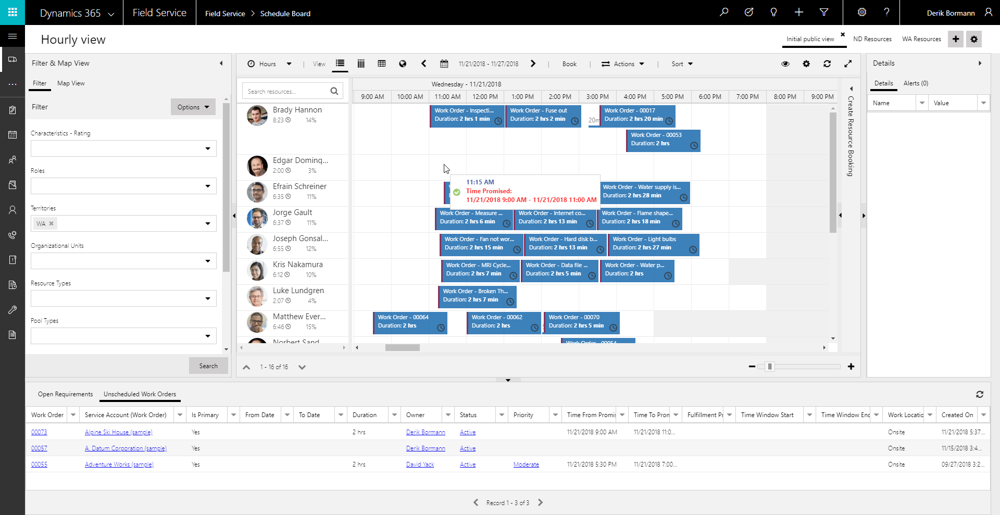 Dynamics 365
Field Service
Field Service > Schedule Board
Derik Bormann
Hourly view
Initial public view
ND Resources
WA Resources
Filter & Map View
Filter
Map View
Filter
Options
Characteristics - Rating
Roles
Territories
WA
Organizational Units
Resource Types
Pool Types
Search
Hours
View
11/21/2018 - 11/27/2018
Book
Actions
Sort
Search resources...
Wednesday - 11/21/2018
9:00 AM 10:00 AM 11:00 AM 12:00 PM 1:00 PM 2:00 PM 3:00 PM 4:00 PM 5:00 PM 6:00 PM 7:00 PM 8:00 PM 9:00 PM
Brady Hannon
8:23 14%
Work Order - Inspecti...
Duration: 2 hrs 1 min
Work Order - Fuse out
Duration: 2 hrs 2 min
20m
Work Order - 00017
Duration: 2 hrs 20 min
Work Order - 00053
Duration: 2 hrs
Edgar Dominq...
2:00 3%
11:15 AM
Time Promised:
11/21/2018 9:00 AM - 11/21/2018 11:00 AM
Efrain Schreiner
6:35 11%
Work Order - Water supply is...
Duration: 2 hrs 28 min
Jorge Gault
6:37 11%
Work Order - Measure ...
Duration: 2 hrs 6 min
Work Order - Internet co...
Duration: 2 hrs 13 min
Work Order - Flame shape...
Duration: 2 hrs 18 min
Joseph Gonsal...
6:55 12%
Work Order - Fan not wor...
Duration: 2 hrs 15 min
Work Order - Hard disk b...
Duration: 2 hrs 13 min
Work Order - Light bulbs
Duration: 2 hrs 27 min
Kris Nakamura
6:12 10%
Work Order - MRI Cycle...
Duration: 2 hrs 7 min
Work Order - Data file ...
Duration: 2 hrs 5 min
Work Order - Water p...
Duration: 2 hrs
Luke Lundgren
2:07 4%
Work Order - Broken Th...
Duration: 2 hrs 7 min
Matthew Ever...
6:46 15%
Work Order - 00064
Duration: 2 hrs
Work Order - 00062
Duration: 2 hrs
Work Order - 00070
Duration: 2 hrs 5 min
Norbert Sand
Work Order - 00054
1 - 16 of 16
Create Resource Booking
Details
Details
Alerts (0)
Name Value
Open Requirements
Unscheduled Work Orders
Work Order Service Account (Work Order) Is Primary From Date To Date Duration Owner Status Priority Time From Promis Time To Pron Fulfillment Pr Time Window Start Time Window Enc Work Locatic Created On
00073 Alpine Ski House (sample) Yes 2 hrs Derik Bormann Active 11/21/2018 9:00 AM 11/21/2018 11:0... Onsite 11/21/2018 5:37...
00057 A. Datum Corporation (sample) Yes Derik Bormann Active Onsite 11/15/2018 3:4...
00055 Adventure Works (sample) Yes 2 hrs David Yack Active Moderate 11/21/2018 5:30 PM 11/21/2018 7:00... Onsite 09/27/2018 3:2...
Record 1 - 3 of 3